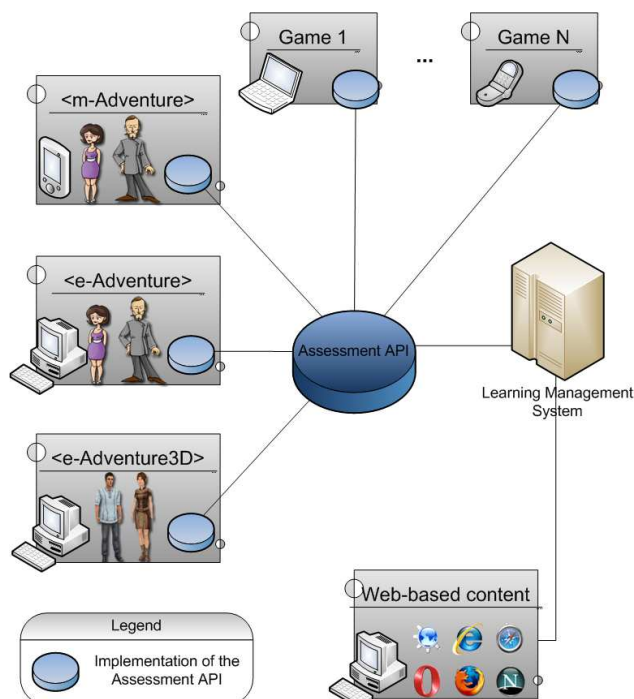 Game 1
...
Game N
<m-Adventure>
<e-Adventure>
Assessment API
Learning Management
System
<e-Adventure3D>
Web-based content
Legend
Implementation of the
Assessment API
N